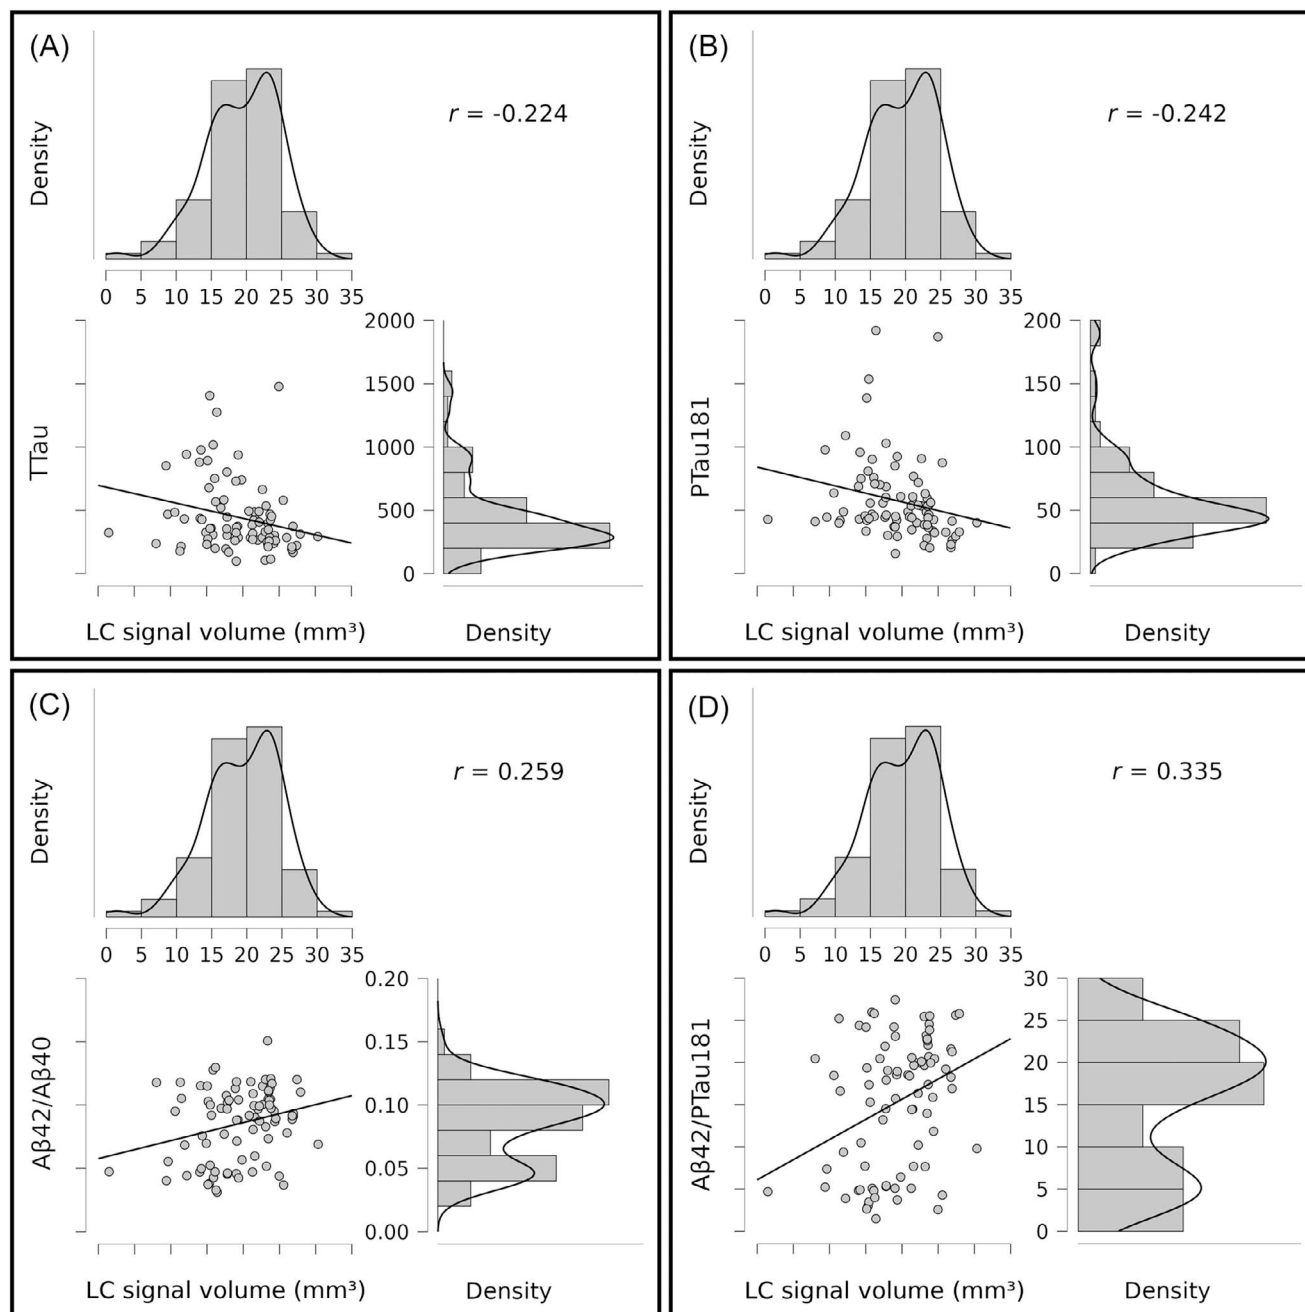 (A)
Density
r = -0.224
0 5 10 15 20 25 30 35
TTau
2000
1500
1000
500
0
LC signal volume (mm³)
Density
(B)
Density
r = -0.242
0 5 10 15 20 25 30 35
PTau181
200
150
100
50
0
LC signal volume (mm³)
Density
(C)
Density
r = 0.259
0 5 10 15 20 25 30 35
Aβ42/Aβ40
0.20
0.15
0.10
0.05
0.00
LC signal volume (mm³)
Density
(D)
Density
r = 0.335
0 5 10 15 20 25 30 35
Aβ42/PTau181
30
25
20
15
10
5
0
LC signal volume (mm³)
Density